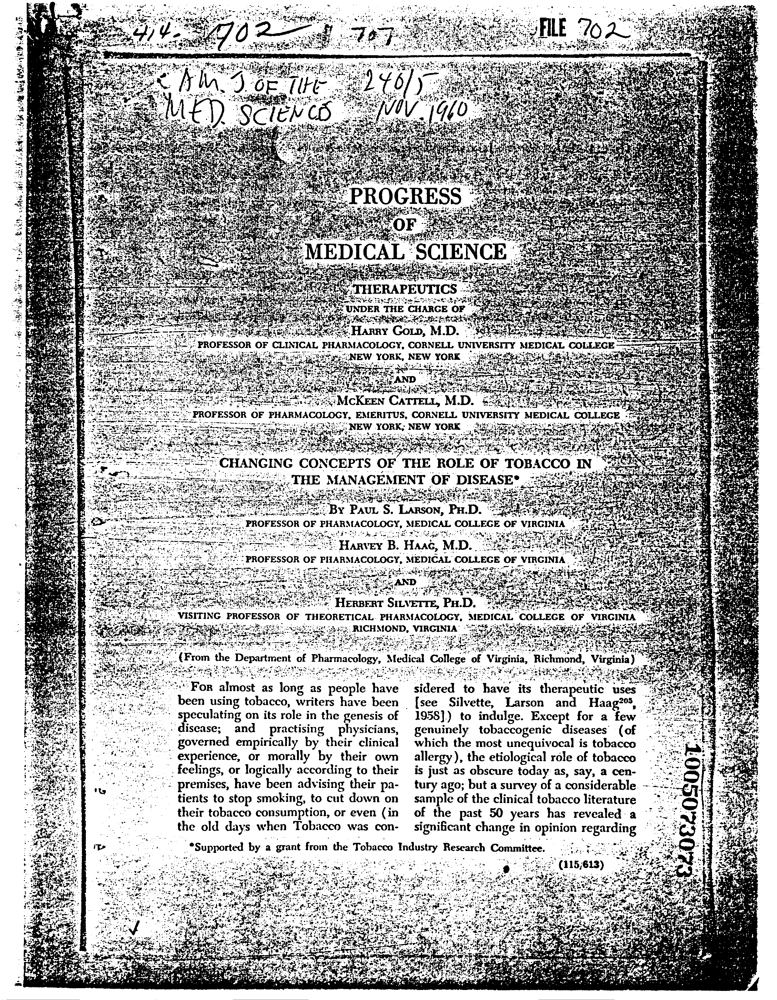 414. 702 707 FILE 702
AM. J OF THE 240/5
MED. SCIENCES NOV. 1960
PROGRESS
OF
MEDICAL SCIENCE
THERAPEUTICS
UNDER THE CHARGE OF
HARRY GOLD, M.D.
PROFESSOR OF CLINICAL PHARMACOLOGY, CORNELL UNIVERSITY MEDICAL COLLEGE
NEW YORK, NEW YORK
AND
MCKEEN CATTELL, M.D.
PROFESSOR OF PHARMACOLOGY, EMERITUS, CORNELL UNIVERSITY MEDICAL COLLEGE
NEW YORK, NEW YORK
CHANGING CONCEPTS OF THE ROLE OF TOBACCO IN
THE MANAGEMENT OF DISEASE*
BY PAUL S. LARSON, PH.D.
PROFESSOR OF PHARMACOLOGY, MEDICAL COLLEGE OF VIRGINIA
HARVEY B. HAAG, M.D.
PROFESSOR OF PHARMACOLOGY, MEDICAL COLLEGE OF VIRGINIA
AND
HERBERT SILVETTE, PH.D.
VISITING PROFESSOR OF THEORETICAL PHARMACOLOGY, MEDICAL COLLEGE OF VIRGINIA
RICHMOND, VIRGINIA
(From the Department of Pharmacology, Medical College of Virginia, Richmond, Virginia)
FOR almost as long as people have
been using tobacco, writers have been
speculating on its role in the genesis of
disease; and practising physicians,
governed empirically by their clinical
experience, or morally by their own
feelings, or logically according to their
premises, have been advising their pa-
tients to stop smoking, to cut down on
their tobacco consumption, or even (in
the old days when Tobacco was con-
sidered to have its therapeutic uses
[see Silvette, Larson and Haag205,
1958]) to indulge. Except for a few
genuinely tobaccogenic diseases (of
which the most unequivocal is tobacco
allergy), the etiological role of tobacco
is just as obscure today as, say, a cen-
tury ago; but a survey of a considerable
sample of the clinical tobacco literature
of the past 50 years has revealed a
significant change in opinion regarding
*Supported by a grant from the Tobacco Industry Research Committee.
(115/613)
1005073073